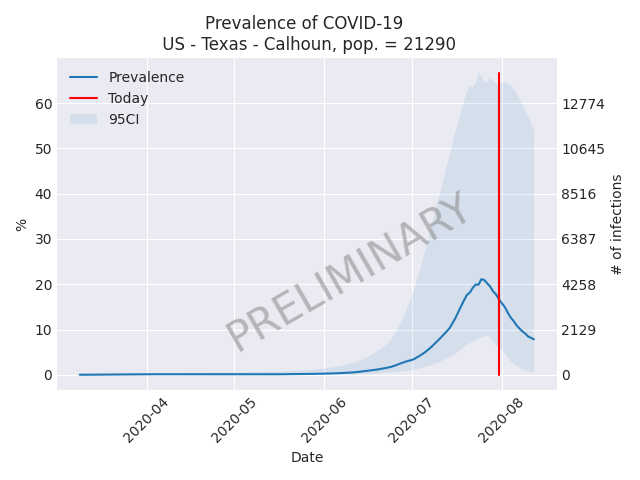 Prevalence of COVID-19
US - Texas - Calhoun, pop. = 21290
Prevalence
Today
95CI
60
50
40
30
20
10
0
%
12774
10645
8516
6387
4258
2129
0
# of infections
PRELIMINARY
2020-04
2020-05
2020-06
2020-07
2020-08
Date